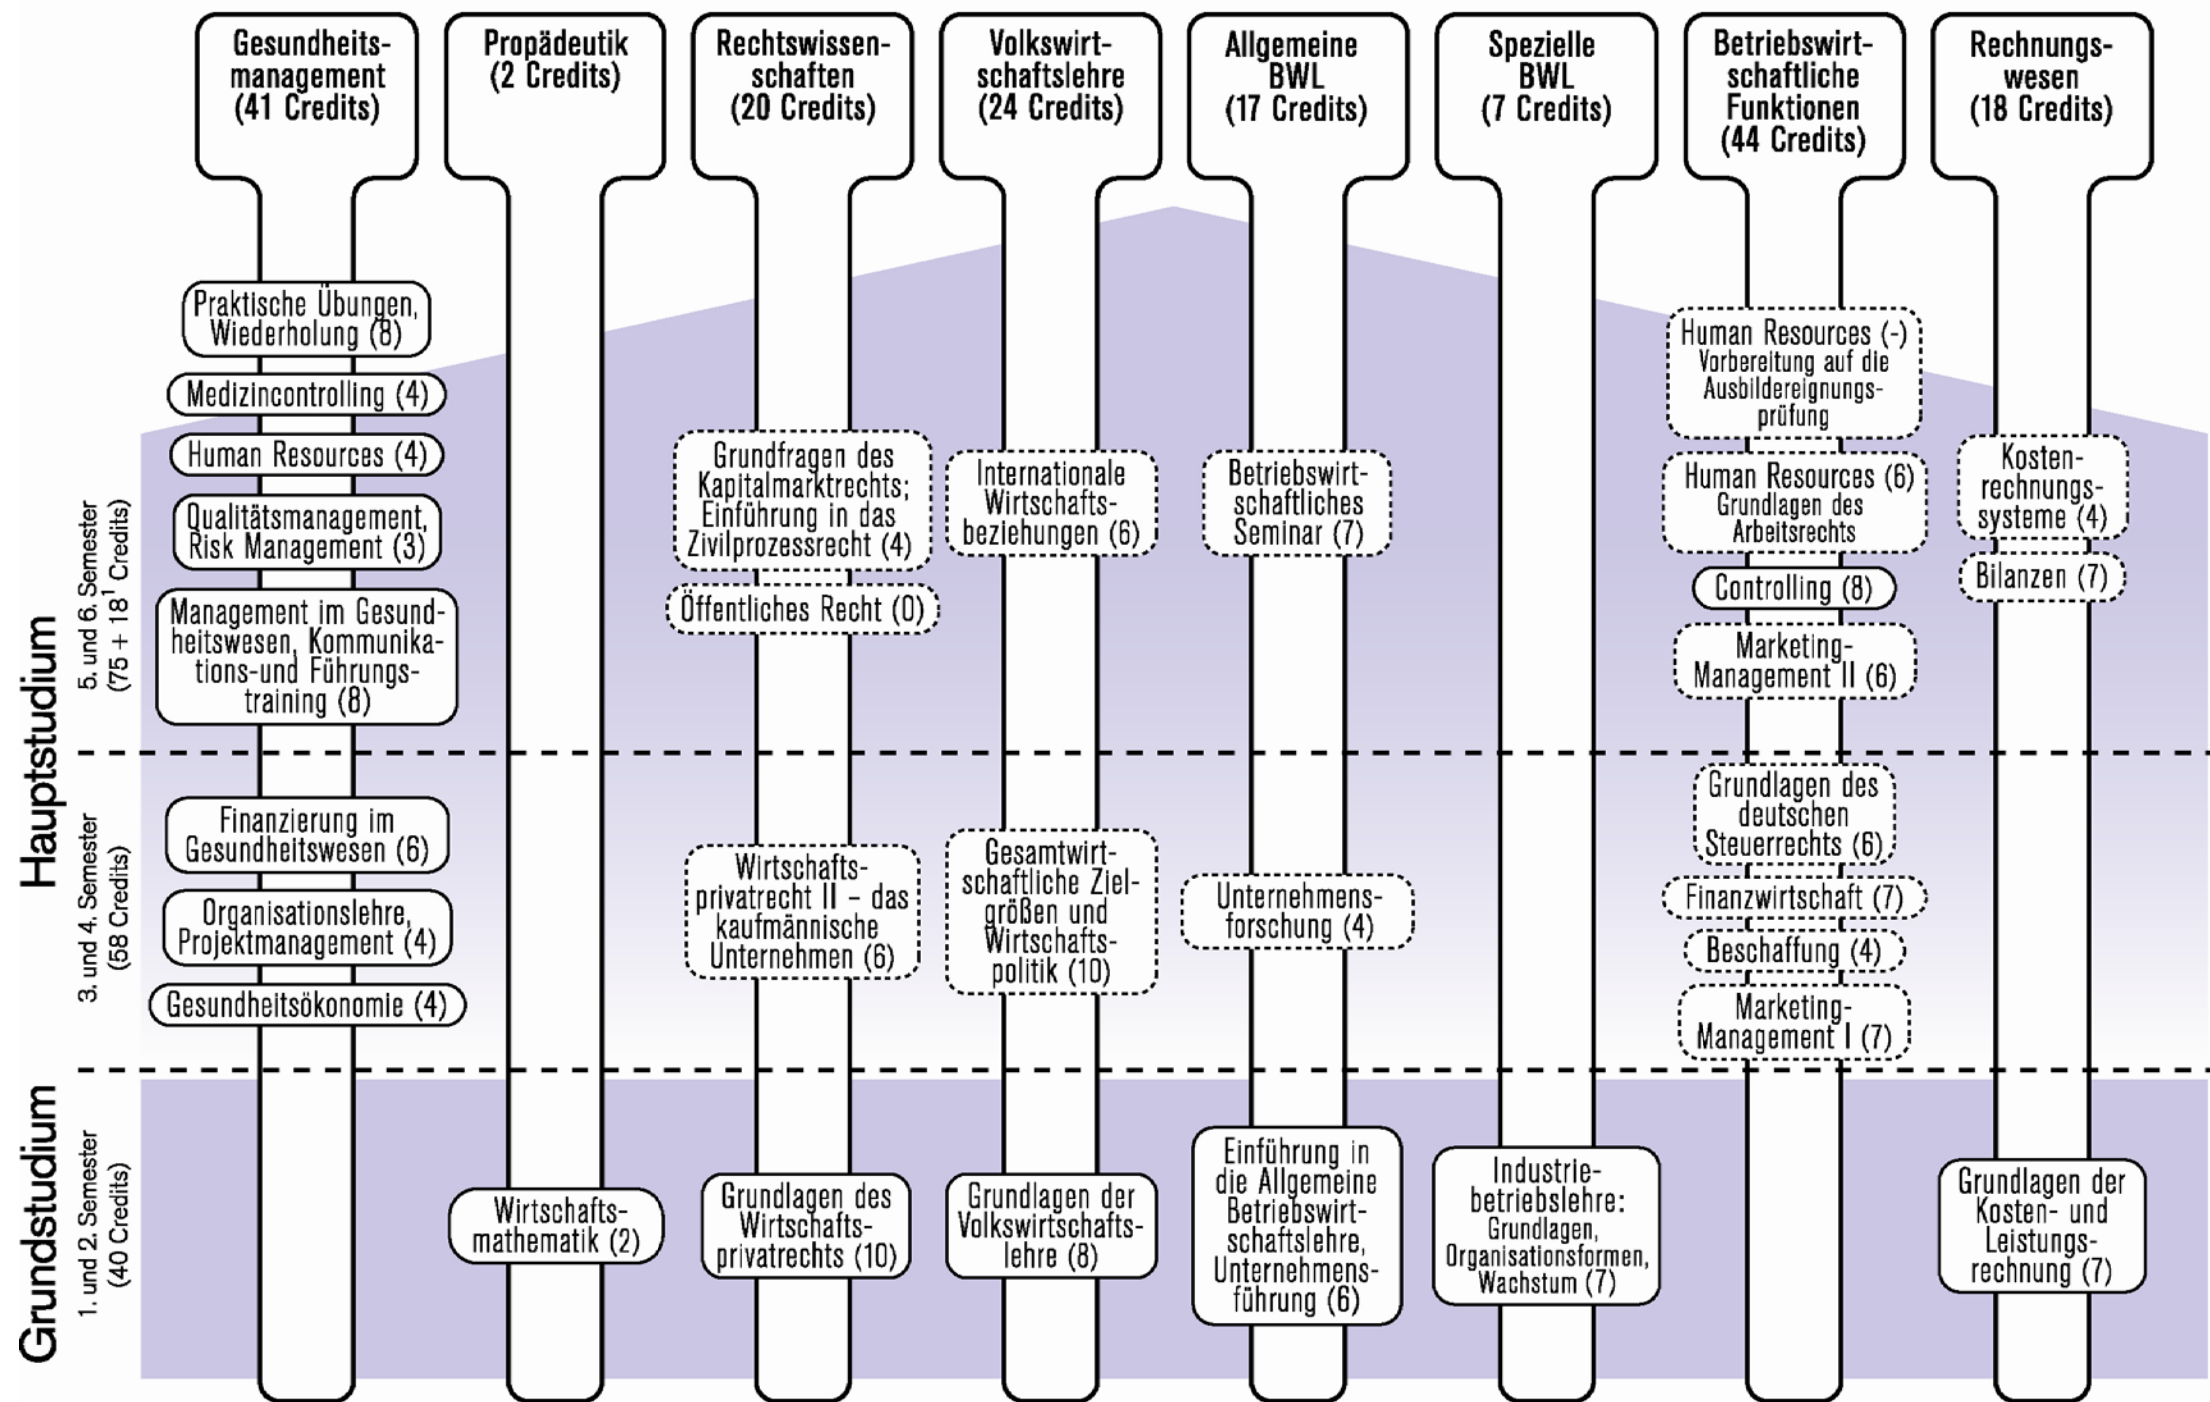 Gesundheits-
management
(41 Credits)
Propädeutik
(2 Credits)
Rechtswissen-
schaften
(20 Credits)
Volkswirt-
schaftslehre
(24 Credits)
Allgemeine
BWL
(17 Credits)
Spezielle
BWL
(7 Credits)
Betriebswirt-
schaftliche
Funktionen
(44 Credits)
Rechnungs-
wesen
(18 Credits)
Hauptstudium
5. und 6. Semester
(75 + 18¹ Credits)
Praktische Übungen,
Wiederholung (8)
Medizincontrolling (4)
Human Resources (4)
Qualitätsmanagement,
Risk Management (3)
Management im Gesund-
heitswesen, Kommunika-
tions-und Führungs-
training (8)
Grundfragen des
Kapitalmarktrechts;
Einführung in das
Zivilprozessrecht (4)
Öffentliches Recht (0)
Internationale
Wirtschafts-
beziehungen (6)
Betriebswirt-
schaftliches
Seminar (7)
Human Resources (-)
Vorbereitung auf die
Ausbildereignungs-
prüfung
Human Resources (6)
Grundlagen des
Arbeitsrechts
Controlling (8)
Marketing-
Management II (6)
Kosten-
rechnungs-
systeme (4)
Bilanzen (7)
3. und 4. Semester
(58 Credits)
Finanzierung im
Gesundheitswesen (6)
Organisationslehre,
Projektmanagement (4)
Gesundheitsökonomie (4)
Wirtschafts-
privatrecht II – das
kaufmännische
Unternehmen (6)
Gesamtwirt-
schaftliche Ziel-
größen und
Wirtschafts-
politik (10)
Unternehmens-
forschung (4)
Grundlagen des
deutschen
Steuerrechts (6)
Finanzwirtschaft (7)
Beschaffung (4)
Marketing-
Management I (7)
Grundstudium
1. und 2. Semester
(40 Credits)
Wirtschafts-
mathematik (2)
Grundlagen des
Wirtschafts-
privatrechts (10)
Grundlagen der
Volkswirtschafts-
lehre (8)
Einführung in
die Allgemeine
Betriebswirt-
schaftslehre,
Unternehmens-
führung (6)
Industrie-
betriebslehre:
Grundlagen,
Organisationsformen,
Wachstum (7)
Grundlagen der
Kosten- und
Leistungs-
rechnung (7)